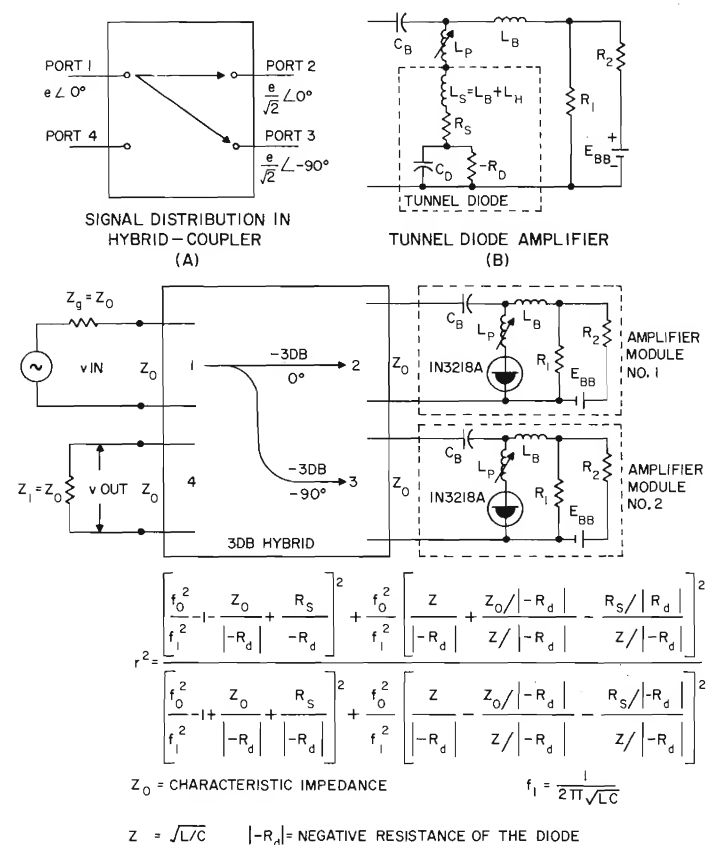 PORT 1
e∠0°
PORT 4
PORT 2
e/√2 ∠0°
PORT 3
e/√2 ∠-90°
SIGNAL DISTRIBUTION IN
HYBRID-COUPLER
(A)
C_B
L_P
L_B
R_2
L_S=L_B+L_H
R_1
R_S
+
E_BB -
C_D
-R_D
TUNNEL DIODE
TUNNEL DIODE AMPLIFIER
(B)
Z_g=Z_0
v IN
Z_0
1
-3DB
0°
2
Z_0
C_B
L_P
L_B
1N3218A
R_1
R_2
E_BB
AMPLIFIER
MODULE
NO. 1
Z_1=Z_0
v OUT
Z_0
4
-3DB
-90°
3
Z_0
3DB HYBRID
C_B
L_P
L_B
1N3218A
R_1
R_2
E_BB
AMPLIFIER
MODULE
NO. 2
r² = [f_0²/f_1² -1- Z_0/|-R_d| + R_S/-R_d]² + f_0²/f_1² [Z/|-R_d| + (Z_0/|-R_d|)/(Z/|-R_d|) - (R_S/|R_d|)/(Z/|-R_d|)]²
[f_0²/f_1² -1+ Z_0/|-R_d| + R_S/|-R_d|]² + f_0²/f_1² [Z/|-R_d| - (Z_0/|-R_d|)/(Z/|-R_d|) - (R_S/|-R_d|)/(Z/|-R_d|)]²
Z_0 = CHARACTERISTIC IMPEDANCE
f_1 = 1/2π√LC
Z = √L/C
|-R_d| = NEGATIVE RESISTANCE OF THE DIODE